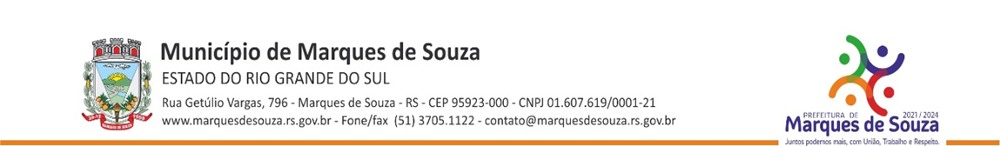 Município de Marques de Souza
ESTADO DO RIO GRANDE DO SUL
Rua Getúlio Vargas, 796 - Marques de Souza - RS - CEP 95923-000 - CNPJ 01.607.619/0001-21
www.marquesdesouza.rs.gov.br - Fone/fax (51) 3705.1122 - contato@marquesdesouza.rs.gov.br
MARQUES DE SOUZA
PREFEITURA DE 2021/2024
Marques de Souza
Juntos podemos mais, com União, Trabalho e Respeito.